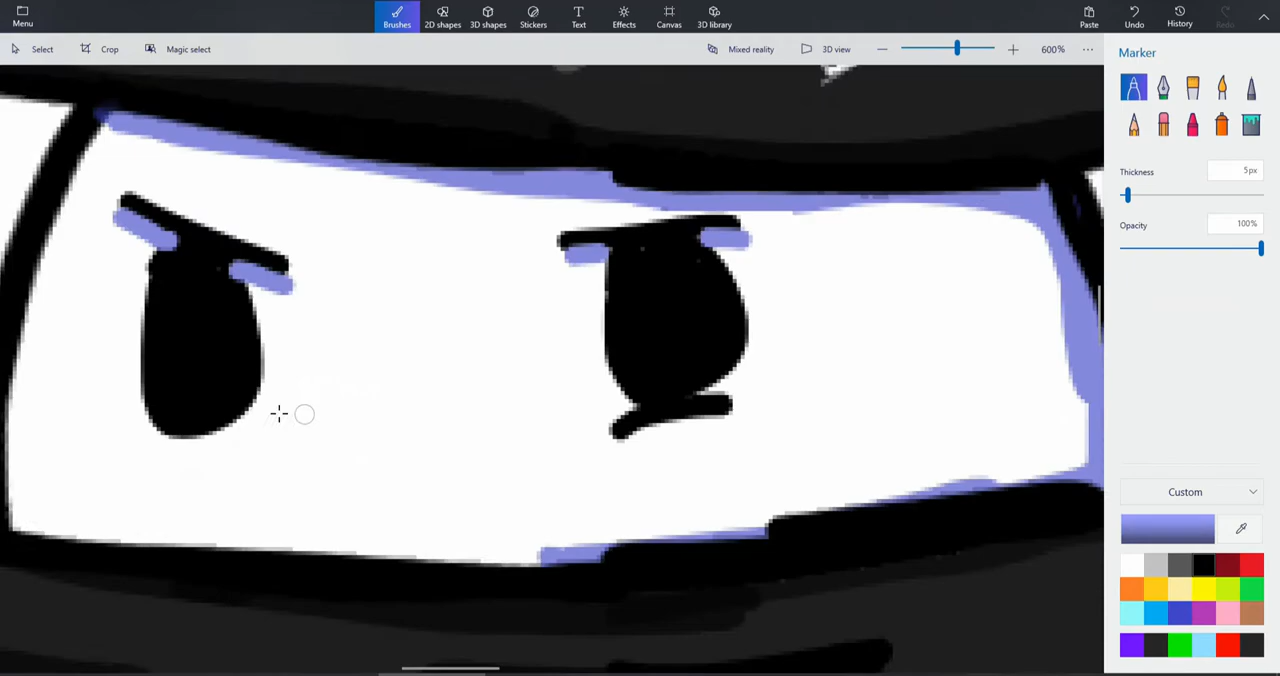 Menu
Brushes
2D shapes
3D shapes
Stickers
Text
Effects
Canvas
3D library
Paste
Undo
History
Redo
Select
Crop
Magic select
Mixed reality
3D view
600%
Marker
Thickness
5px
Opacity
100%
Custom